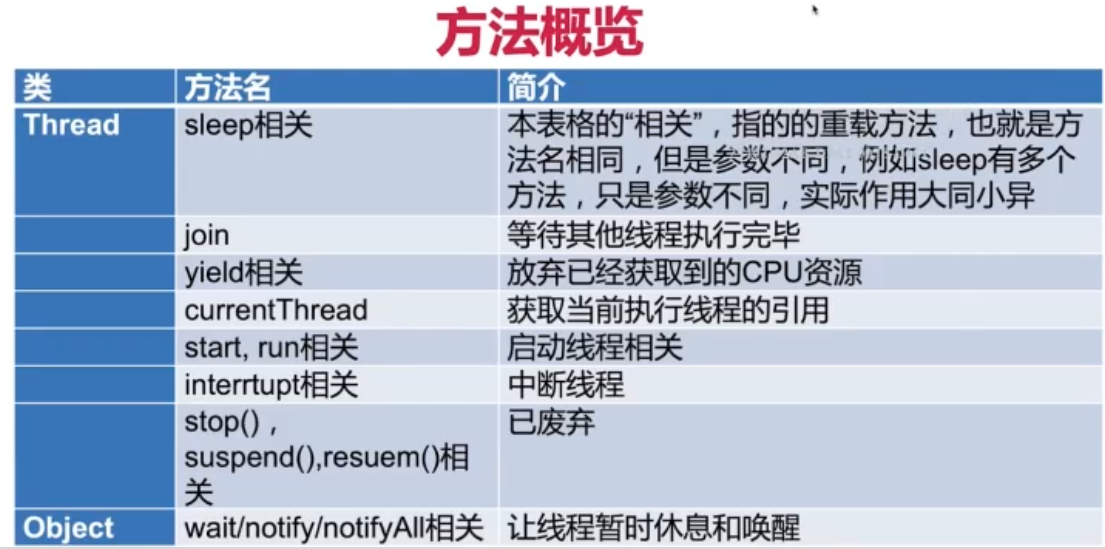 方法概览
类 方法名 简介
Thread sleep相关 本表格的“相关”，指的的重载方法，也就是方
法名相同，但是参数不同，例如sleep有多个
方法，只是参数不同，实际作用大同小异
join 等待其他线程执行完毕
yield相关 放弃已经获取到的CPU资源
currentThread 获取当前执行线程的引用
start, run相关 启动线程相关
interrtupt相关 中断线程
stop()， 已废弃
suspend(),resuem()相
关
Object wait/notify/notifyAll相关 让线程暂时休息和唤醒